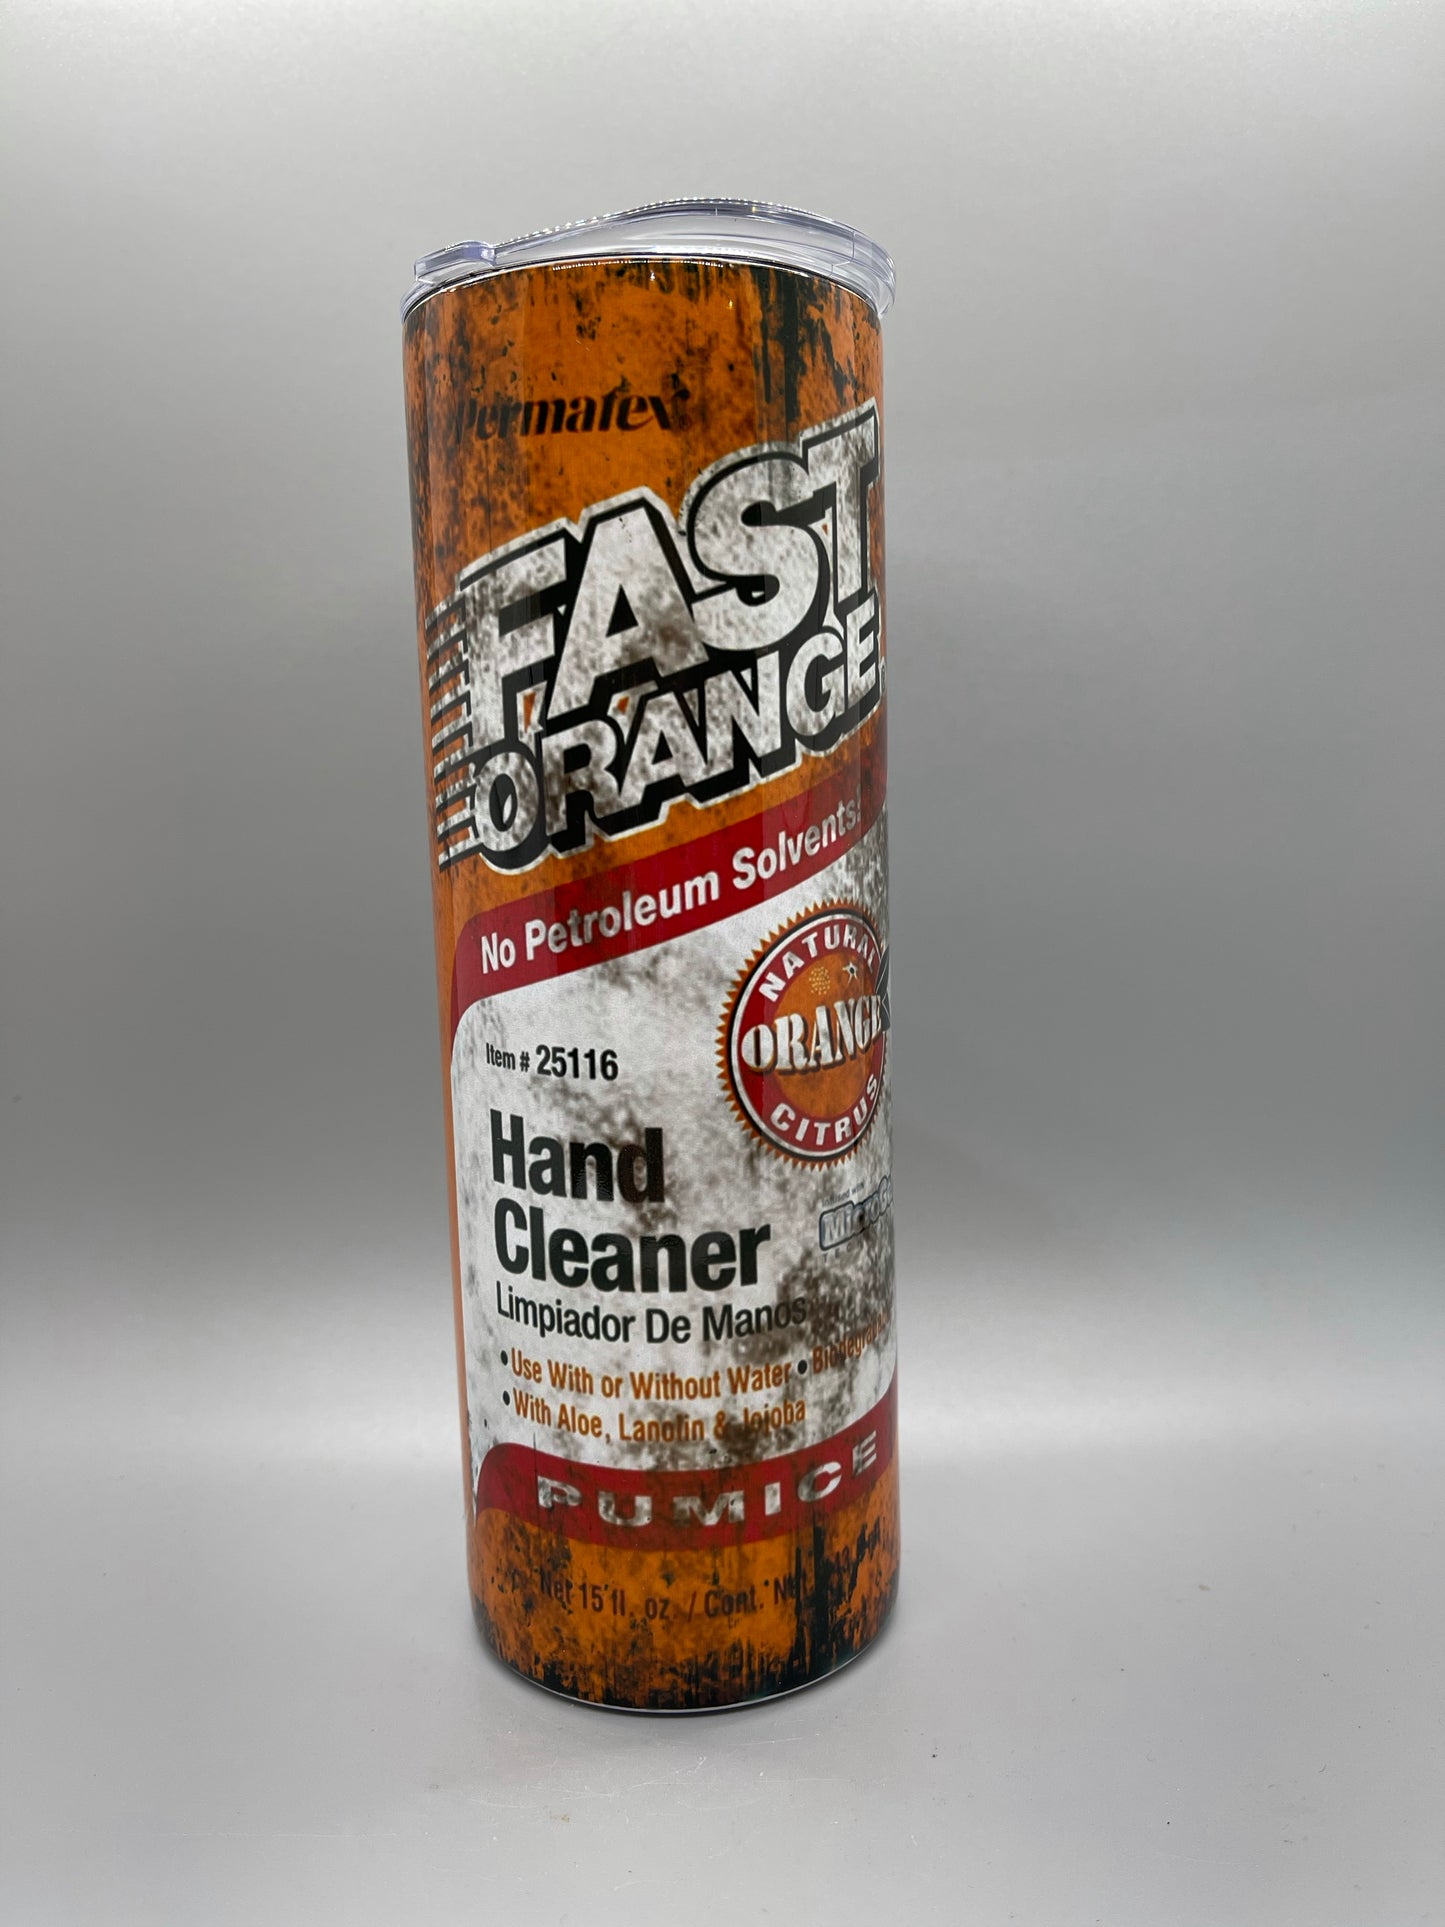 Permatex®
FAST
ORANGE®
No Petroleum Solvents!
NATURAL
ORANGE
CITRUS
Item # 25116
Hand
Cleaner
Limpiador De Manos
• Use With or Without Water •
• With Aloe, Lanolin & Jojoba
PUMICE
Net 15 fl. oz. / Cont.